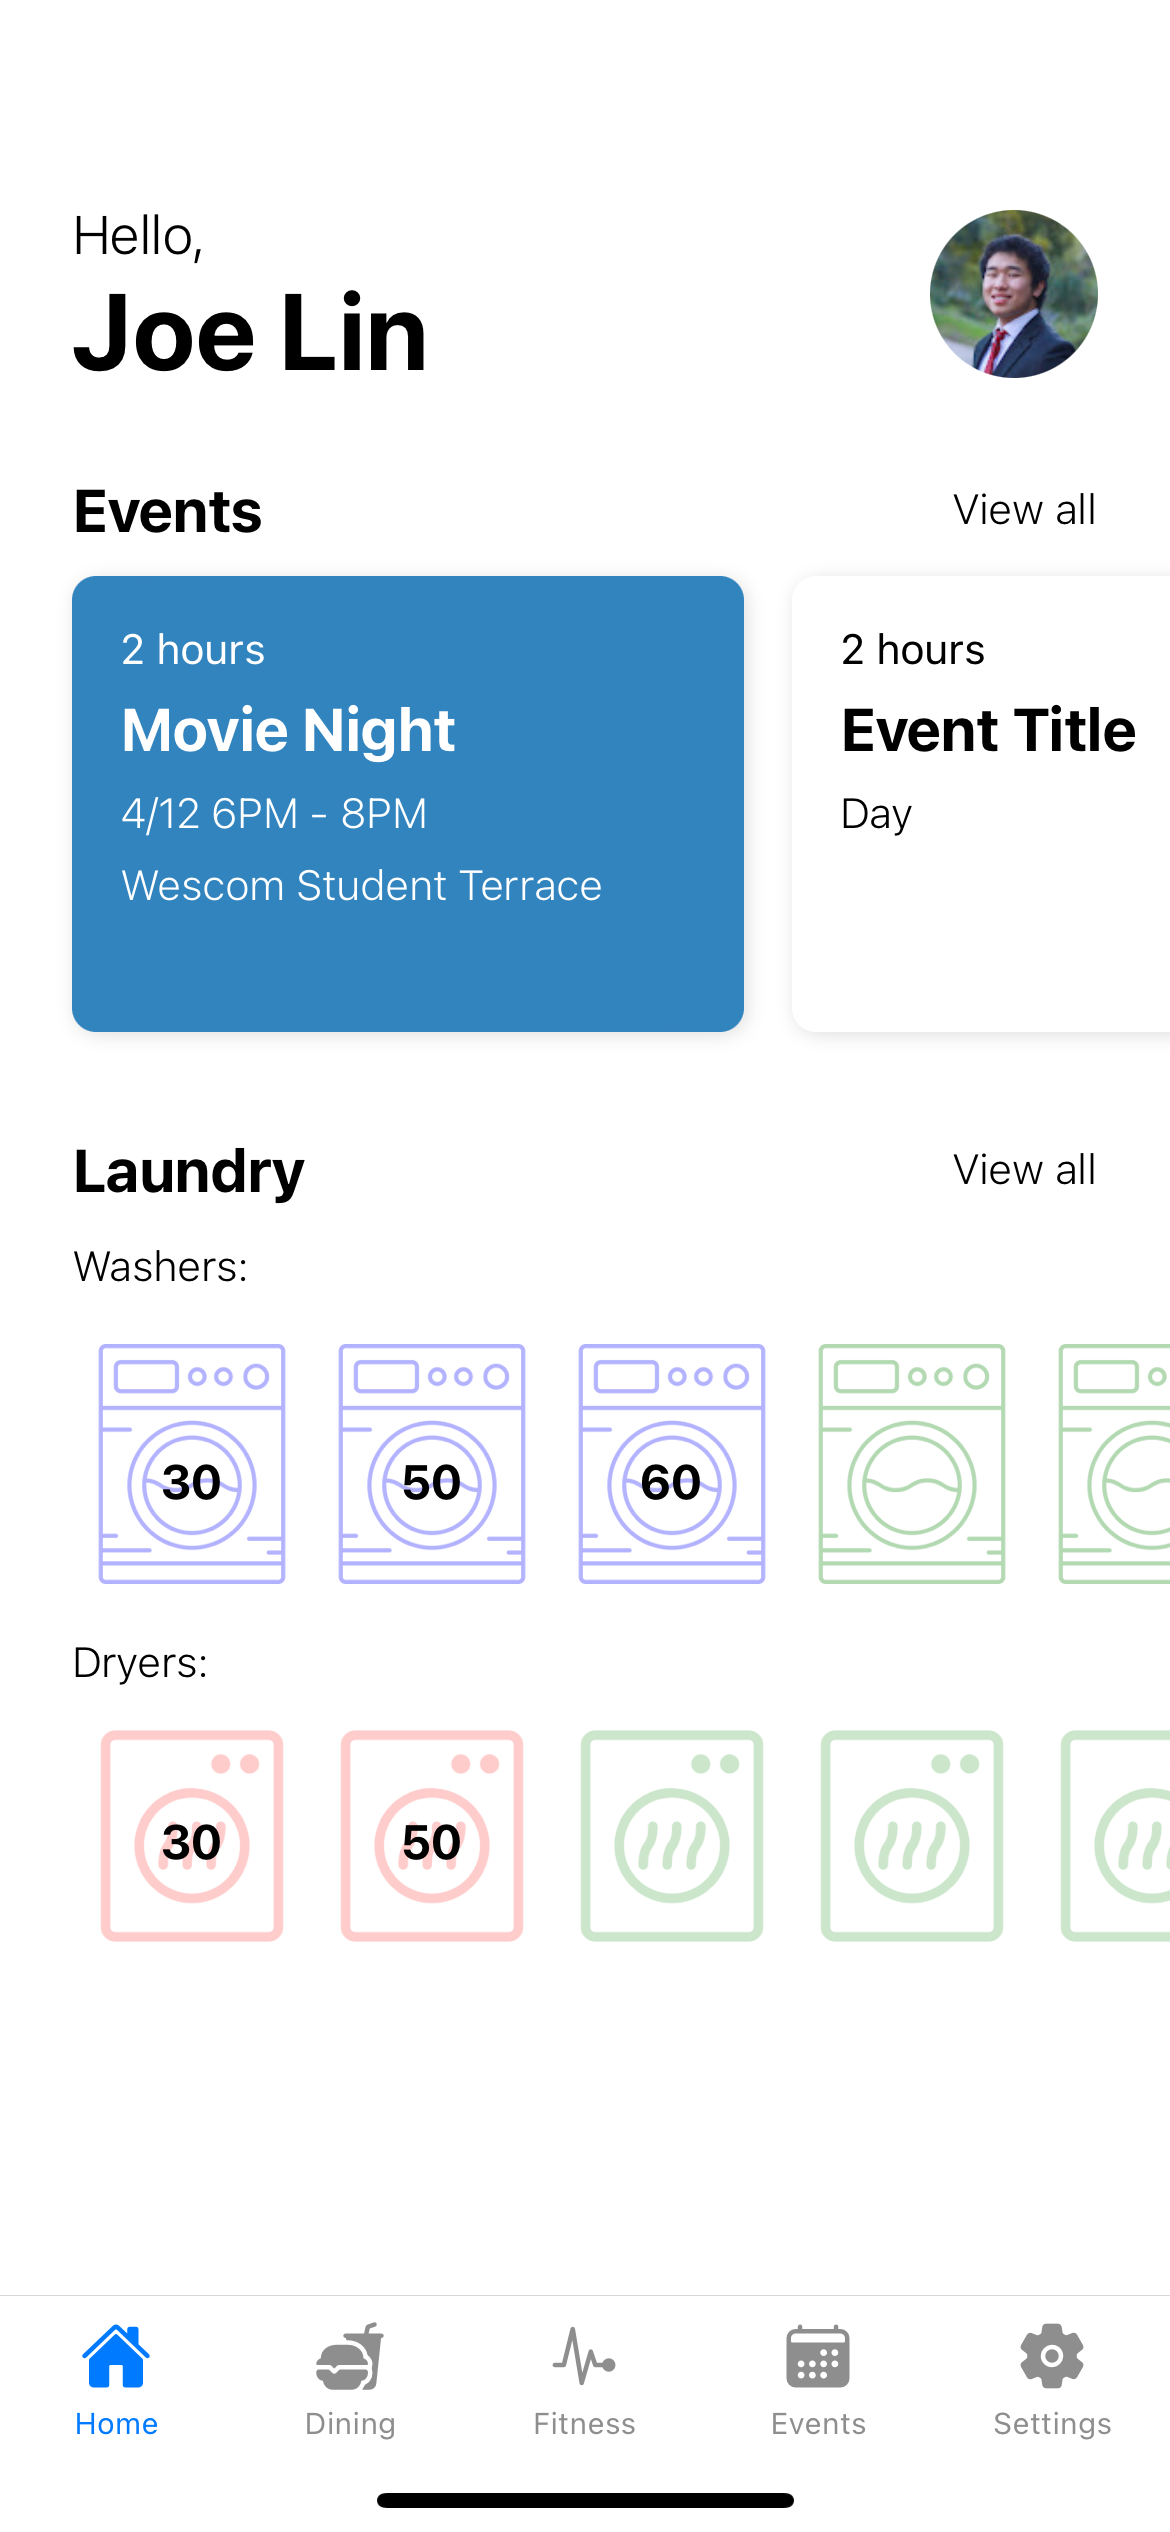 Hello,
Joe Lin
Events
View all
2 hours
Movie Night
4/12 6PM - 8PM
Wescom Student Terrace
2 hours
Event Title
Day
Laundry
View all
Washers:
30
50
60
Dryers:
30
50
Home
Dining
Fitness
Events
Settings